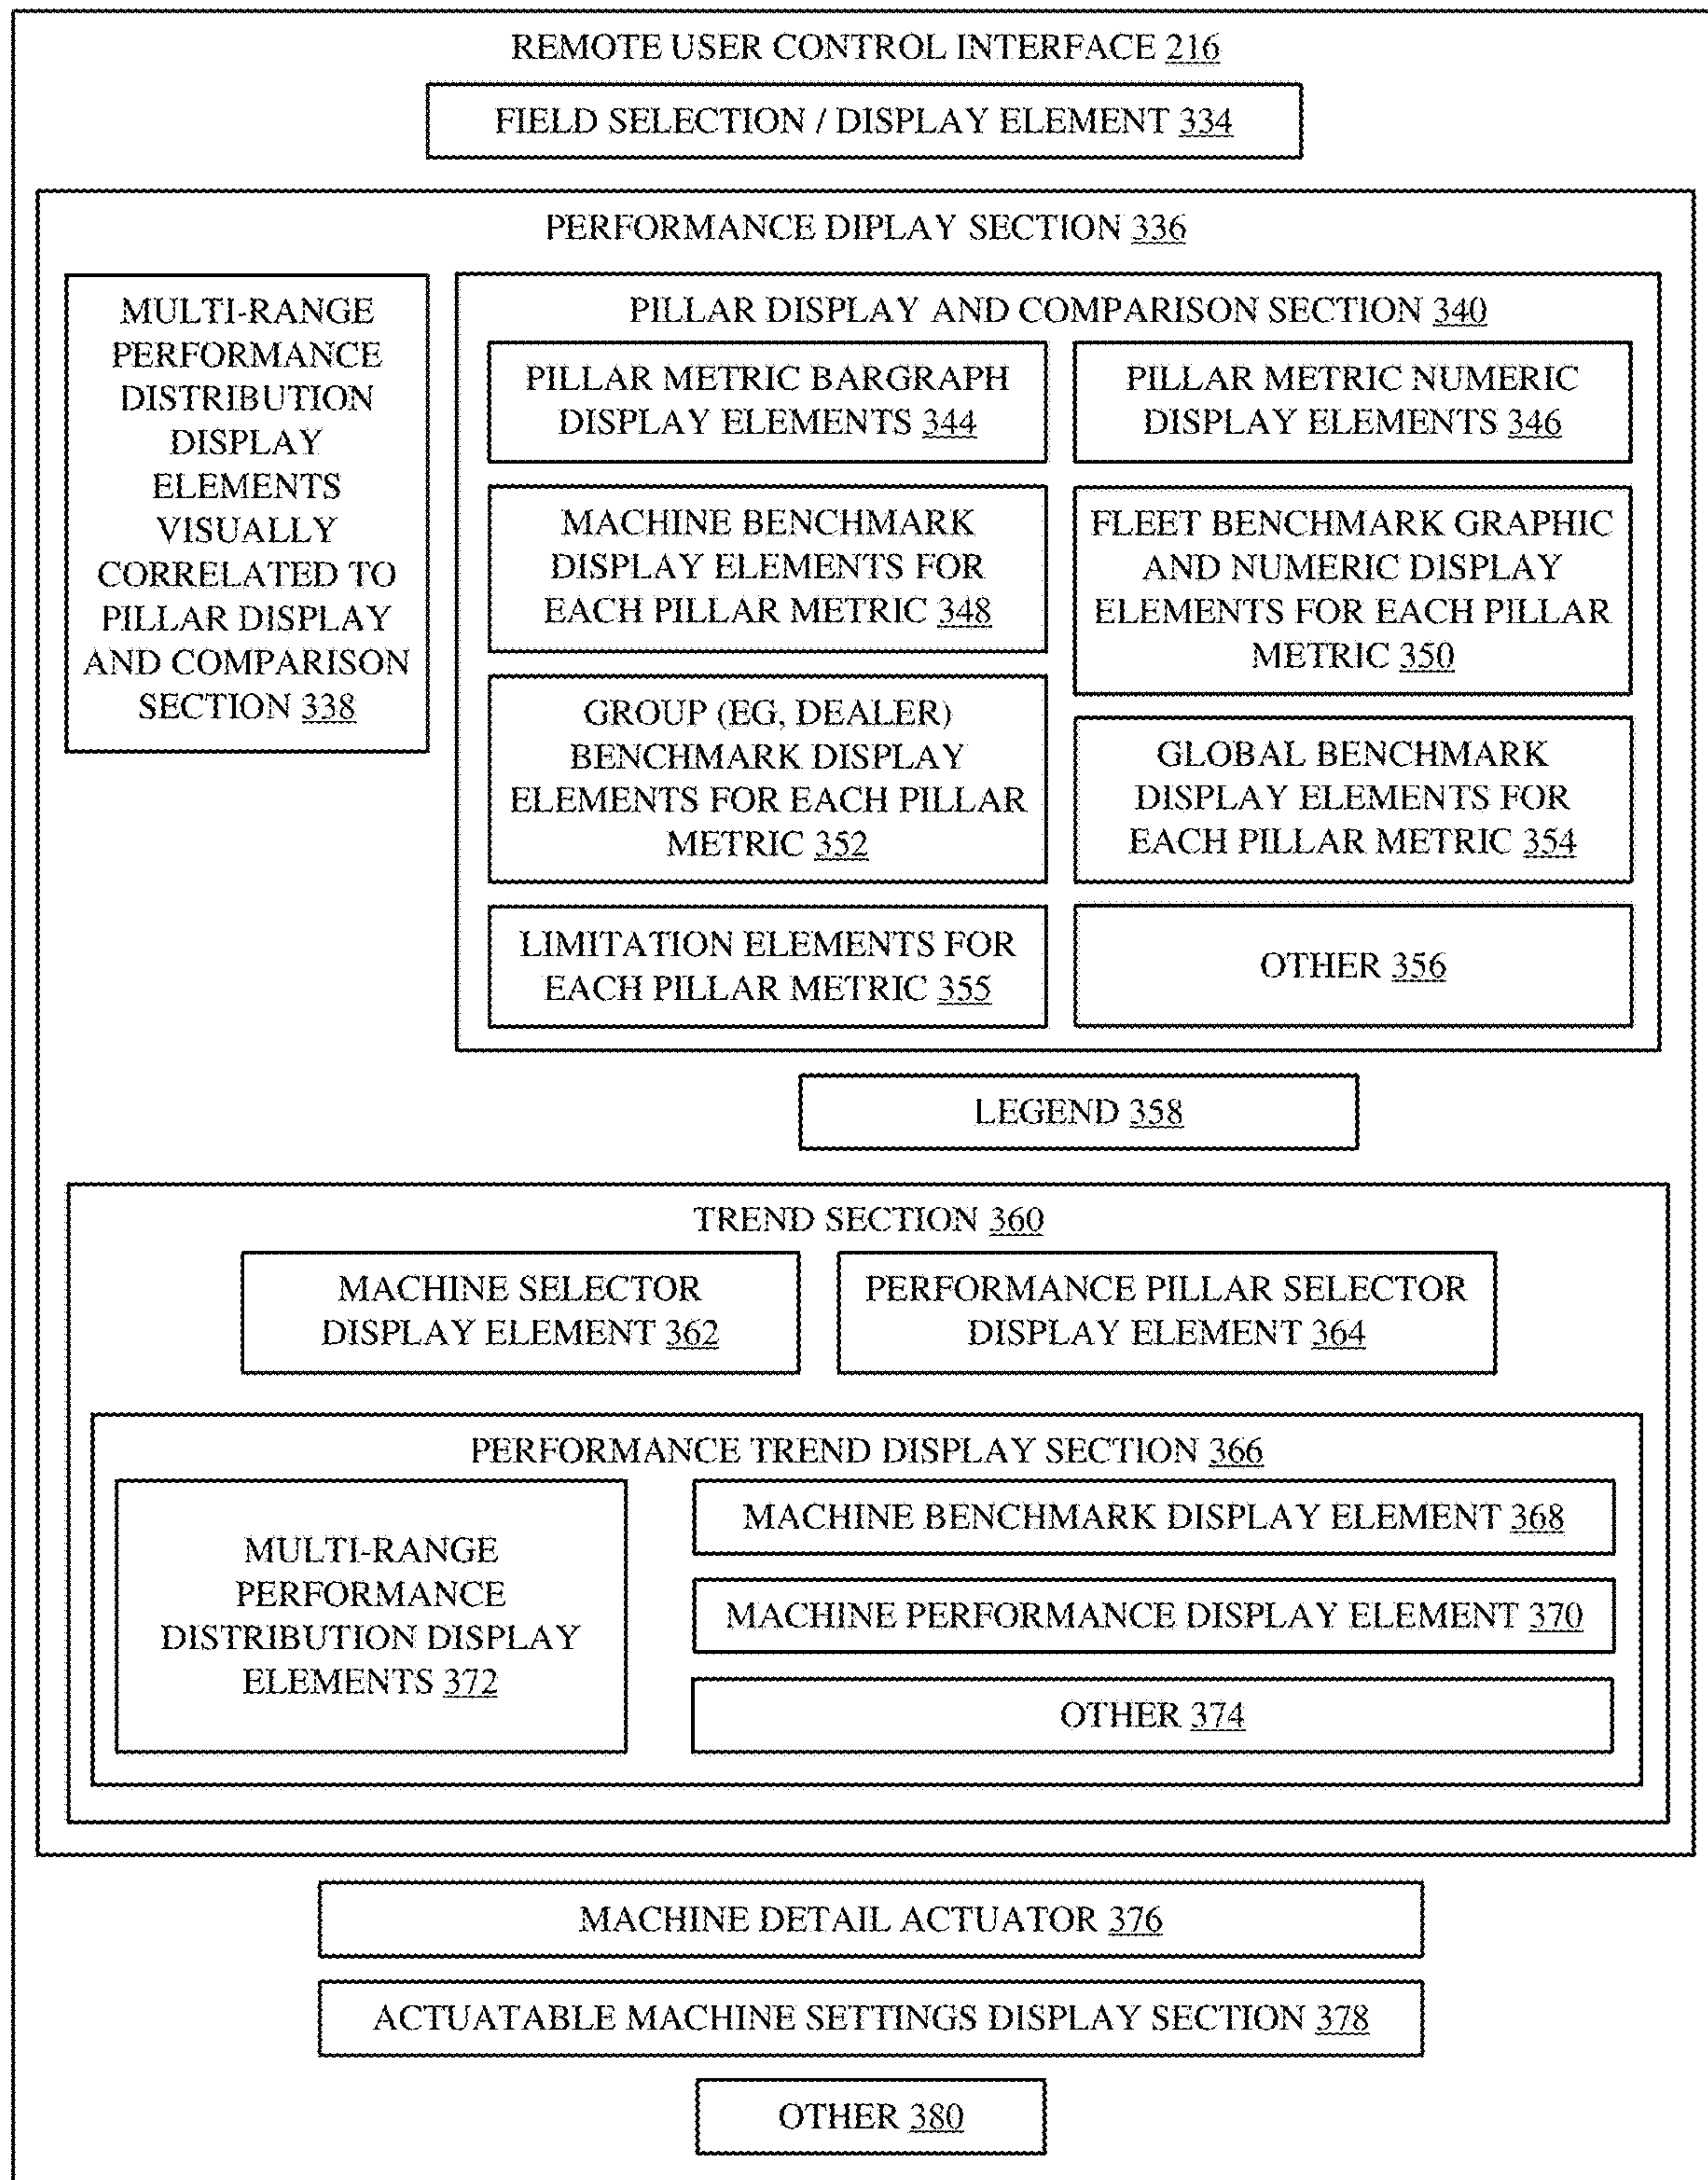 REMOTE USER CONTROL INTERFACE 216
FIELD SELECTION / DISPLAY ELEMENT 334
PERFORMANCE DIPLAY SECTION 336
MULTI-RANGE
PERFORMANCE
DISTRIBUTION
DISPLAY
ELEMENTS
VISUALLY
CORRELATED TO
PILLAR DISPLAY
AND COMPARISON
SECTION 338
PILLAR DISPLAY AND COMPARISON SECTION 340
PILLAR METRIC BARGRAPH
DISPLAY ELEMENTS 344
PILLAR METRIC NUMERIC
DISPLAY ELEMENTS 346
MACHINE BENCHMARK
DISPLAY ELEMENTS FOR
EACH PILLAR METRIC 348
FLEET BENCHMARK GRAPHIC
AND NUMERIC DISPLAY
ELEMENTS FOR EACH PILLAR
METRIC 350
GROUP (EG, DEALER)
BENCHMARK DISPLAY
ELEMENTS FOR EACH PILLAR
METRIC 352
GLOBAL BENCHMARK
DISPLAY ELEMENTS FOR
EACH PILLAR METRIC 354
LIMITATION ELEMENTS FOR
EACH PILLAR METRIC 355
OTHER 356
LEGEND 358
TREND SECTION 360
MACHINE SELECTOR
DISPLAY ELEMENT 362
PERFORMANCE PILLAR SELECTOR
DISPLAY ELEMENT 364
PERFORMANCE TREND DISPLAY SECTION 366
MULTI-RANGE
PERFORMANCE
DISTRIBUTION DISPLAY
ELEMENTS 372
MACHINE BENCHMARK DISPLAY ELEMENT 368
MACHINE PERFORMANCE DISPLAY ELEMENT 370
OTHER 374
MACHINE DETAIL ACTUATOR 376
ACTUATABLE MACHINE SETTINGS DISPLAY SECTION 378
OTHER 380